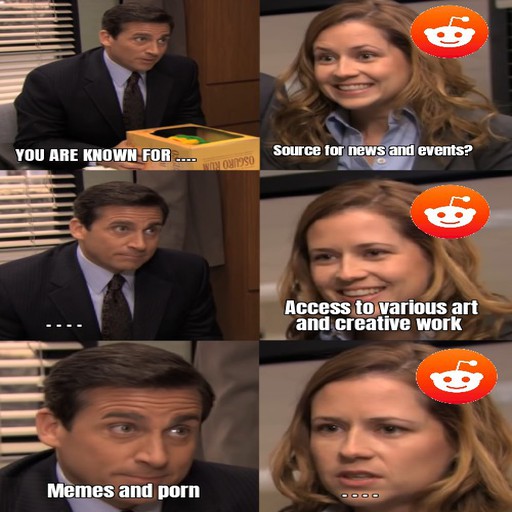 YOU ARE KNOWN FOR ....
Source for news and events?
. . . .
Access to various art
and creative work
Memes and porn
. . . .